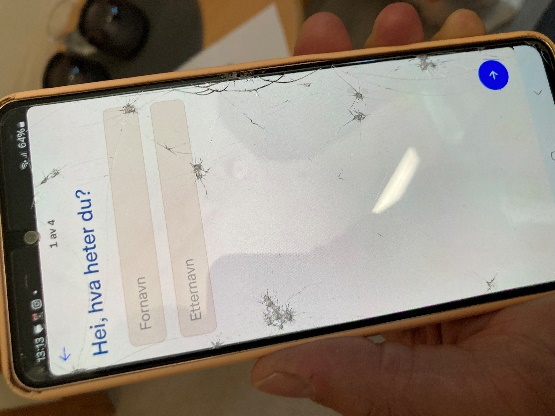 13:13 64%
1 av 4
Hei, hva heter du?
Fornavn
Etternavn